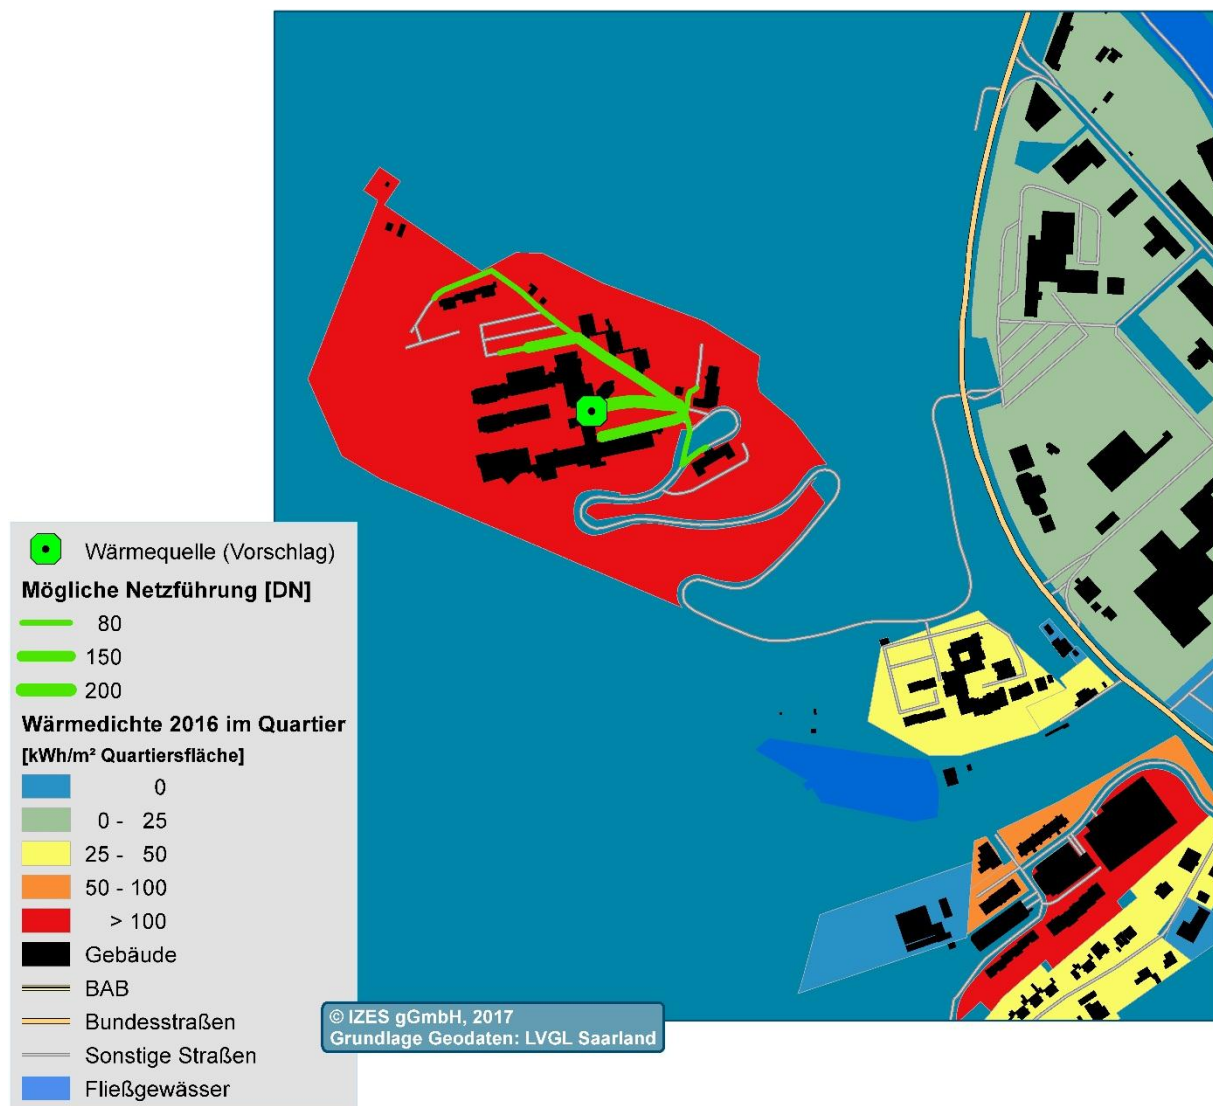 Wärmequelle (Vorschlag)
Mögliche Netzführung [DN]
80
150
200
Wärmedichte 2016 im Quartier
[kWh/m² Quartiersfläche]
0
0 - 25
25 - 50
50 - 100
> 100
Gebäude
BAB
Bundesstraßen
Sonstige Straßen
Fließgewässer
© IZES gGmbH, 2017
Grundlage Geodaten: LVGL Saarland